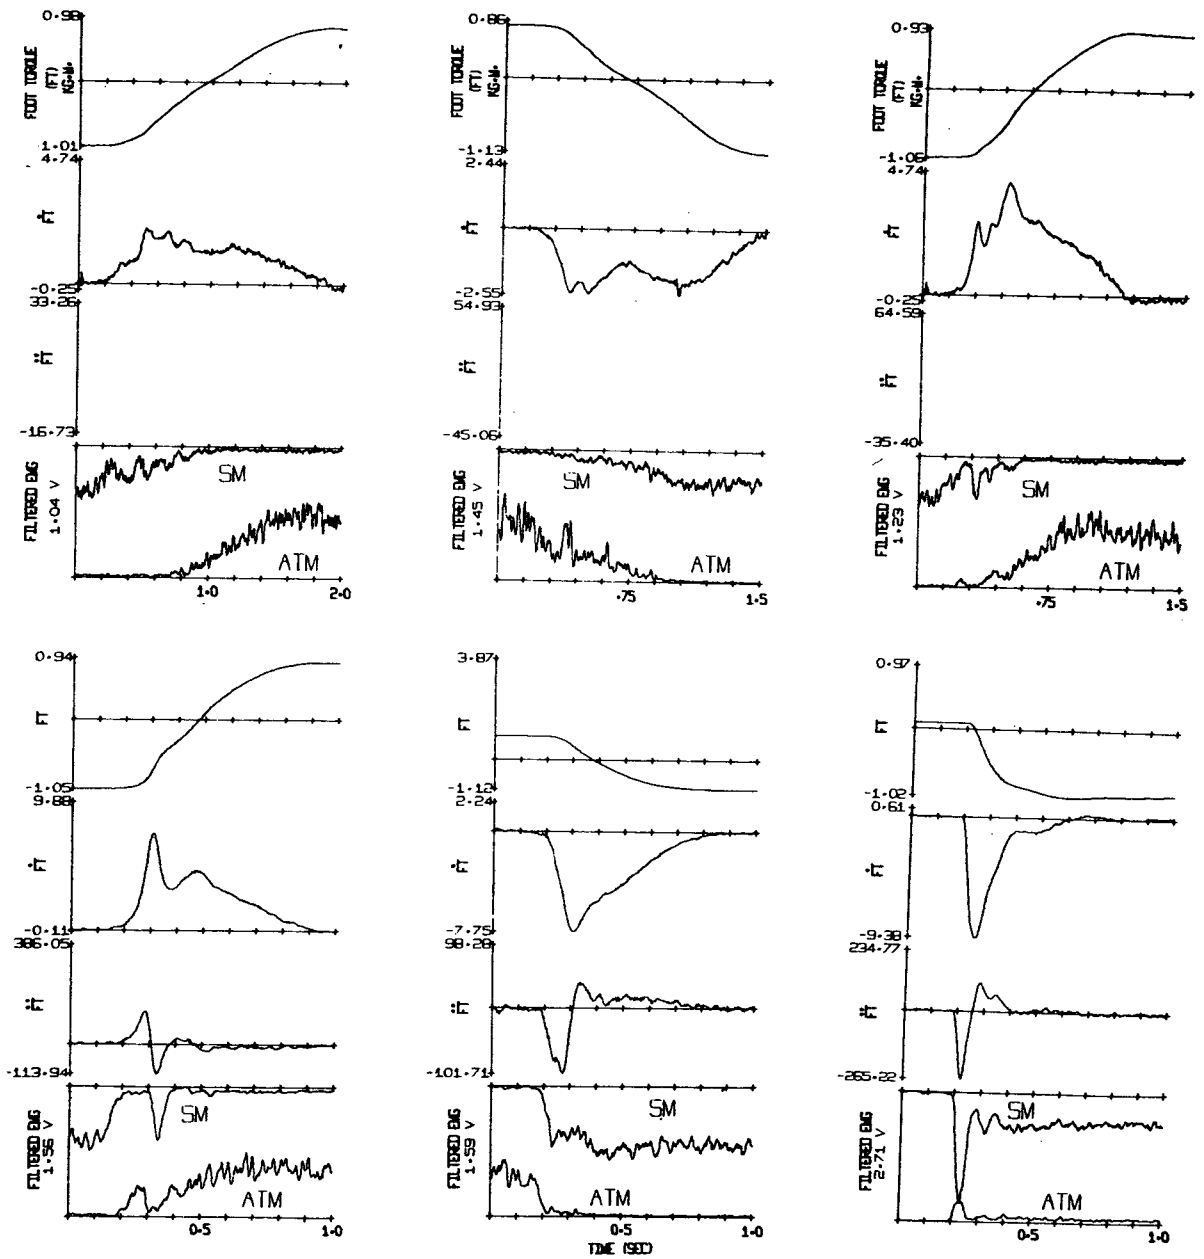 0.98
FOOT TORQUE
(FT)
KG-M.
-1.01
4.74
·FT
-0.25
33.26
··FT
-16.73
FILTERED EMG
1.04 V
SM
ATM
1.0
2.0
0.86
FOOT TORQUE
(FT)
KG-M.
-1.13
2.44
·FT
-2.55
54.93
··FT
-45.06
FILTERED EMG
1.45 V
SM
ATM
.75
1.5
0.93
FOOT TORQUE
(FT)
KG-M.
-1.06
4.74
·FT
-0.25
64.59
··FT
-35.40
FILTERED EMG
1.23 V
SM
ATM
.75
1.5
0.94
FT
-1.05
9.88
·FT
-0.11
386.05
··FT
-113.94
FILTERED EMG
1.56 V
SM
ATM
0.5
1.0
3.87
FT
-1.12
2.24
·FT
-7.75
98.28
··FT
-101.71
FILTERED EMG
1.59 V
SM
ATM
0.5
1.0
TIME (SEC)
0.97
FT
-1.02
0.61
·FT
-9.38
234.77
··FT
-265.22
FILTERED EMG
2.71 V
SM
ATM
0.5
1.0